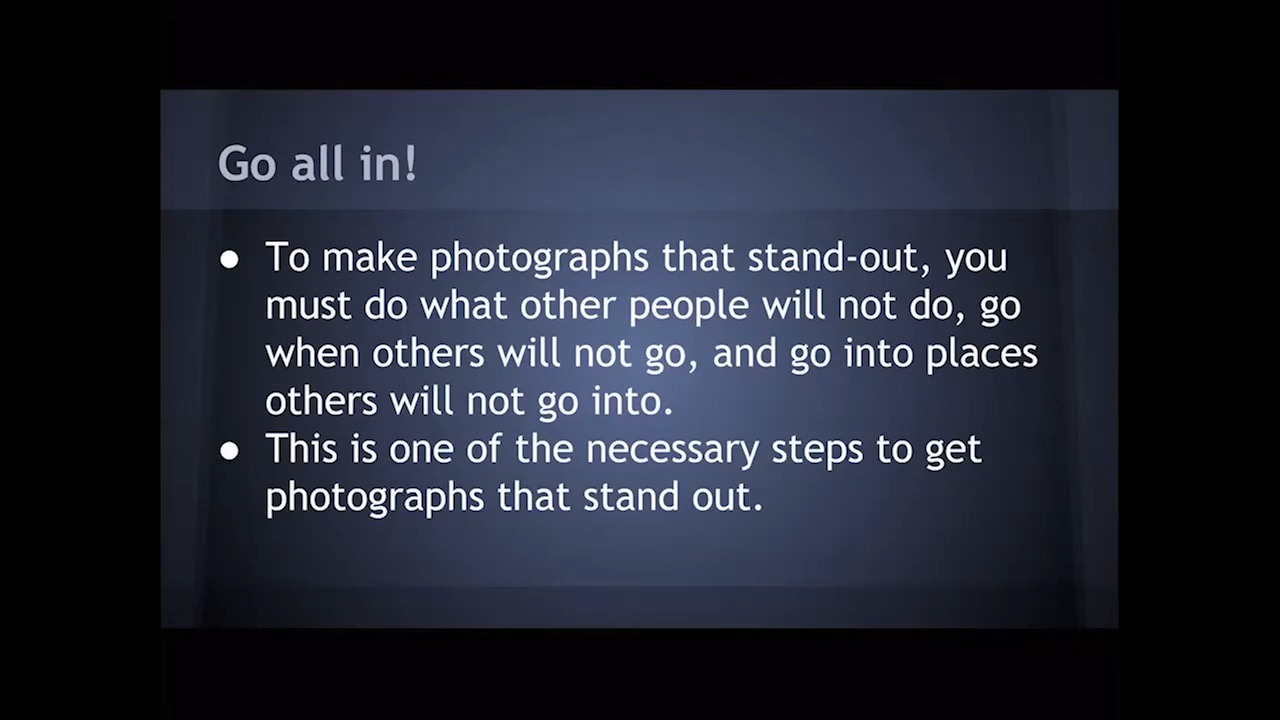 Go all in!
● To make photographs that stand-out, you
must do what other people will not do, go
when others will not go, and go into places
others will not go into.
● This is one of the necessary steps to get
photographs that stand out.